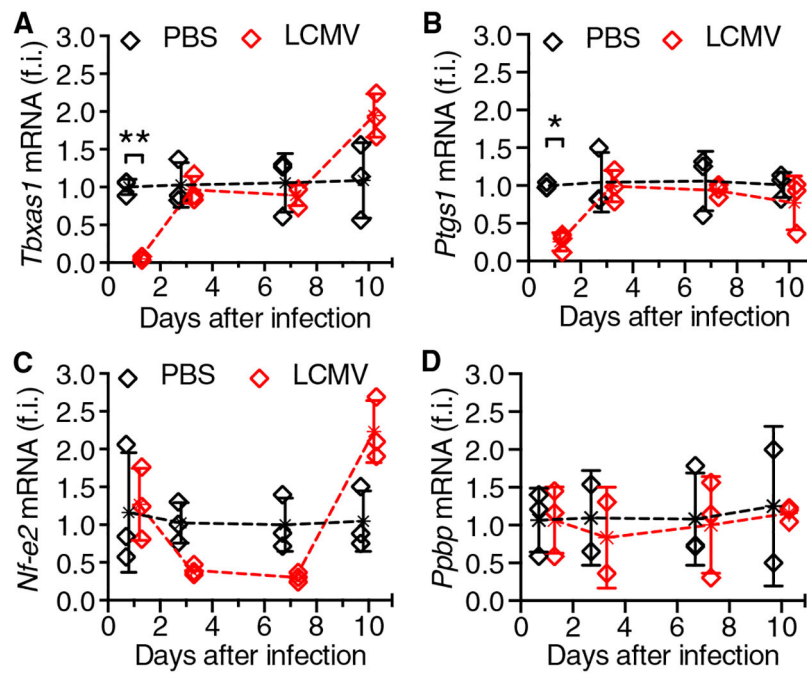 A
PBS LCMV
Tbxas1 mRNA (f.i.)
3.0
2.5
2.0
1.5
1.0
0.5
0.0
**
0 2 4 6 8 10
Days after infection
B
PBS LCMV
Ptgs1 mRNA (f.i.)
3.0
2.5
2.0
1.5
1.0
0.5
0.0
*
0 2 4 6 8 10
Days after infection
C
PBS LCMV
Nf-e2 mRNA (f.i.)
3.0
2.5
2.0
1.5
1.0
0.5
0.0
0 2 4 6 8 10
Days after infection
D
Ppbp mRNA (f.i.)
3.0
2.5
2.0
1.5
1.0
0.5
0.0
0 2 4 6 8 10
Days after infection